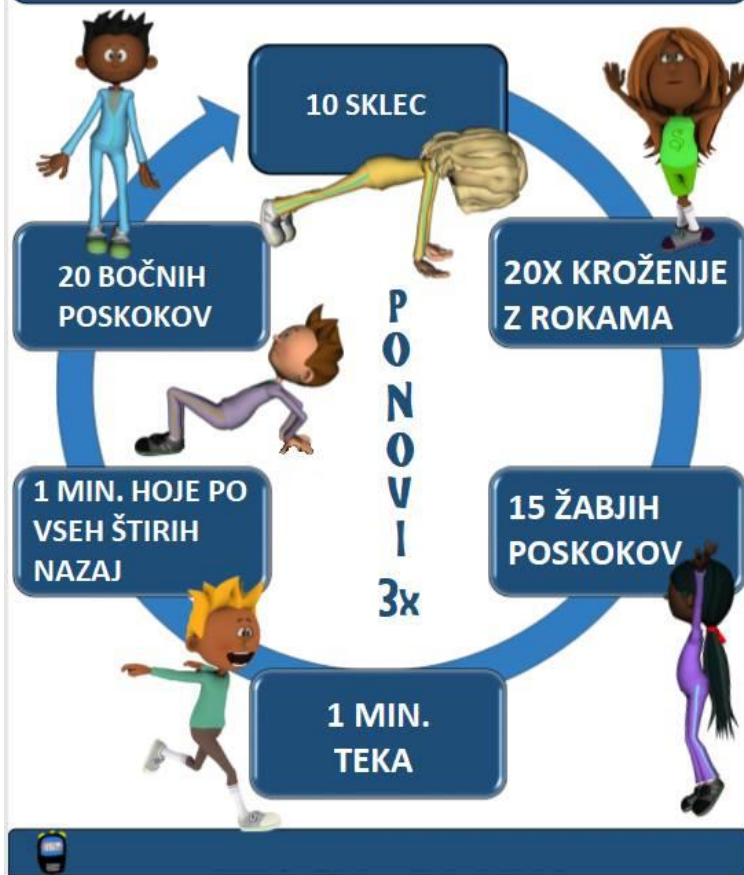 10 SKLEC
20X KROŽENJE
Z ROKAMA
15 ŽABJIH
POSKOKOV
1 MIN.
TEKA
1 MIN. HOJE PO
VSEH ŠTIRIH
NAZAJ
20 BOČNIH
POSKOKOV
PONOVI
3x